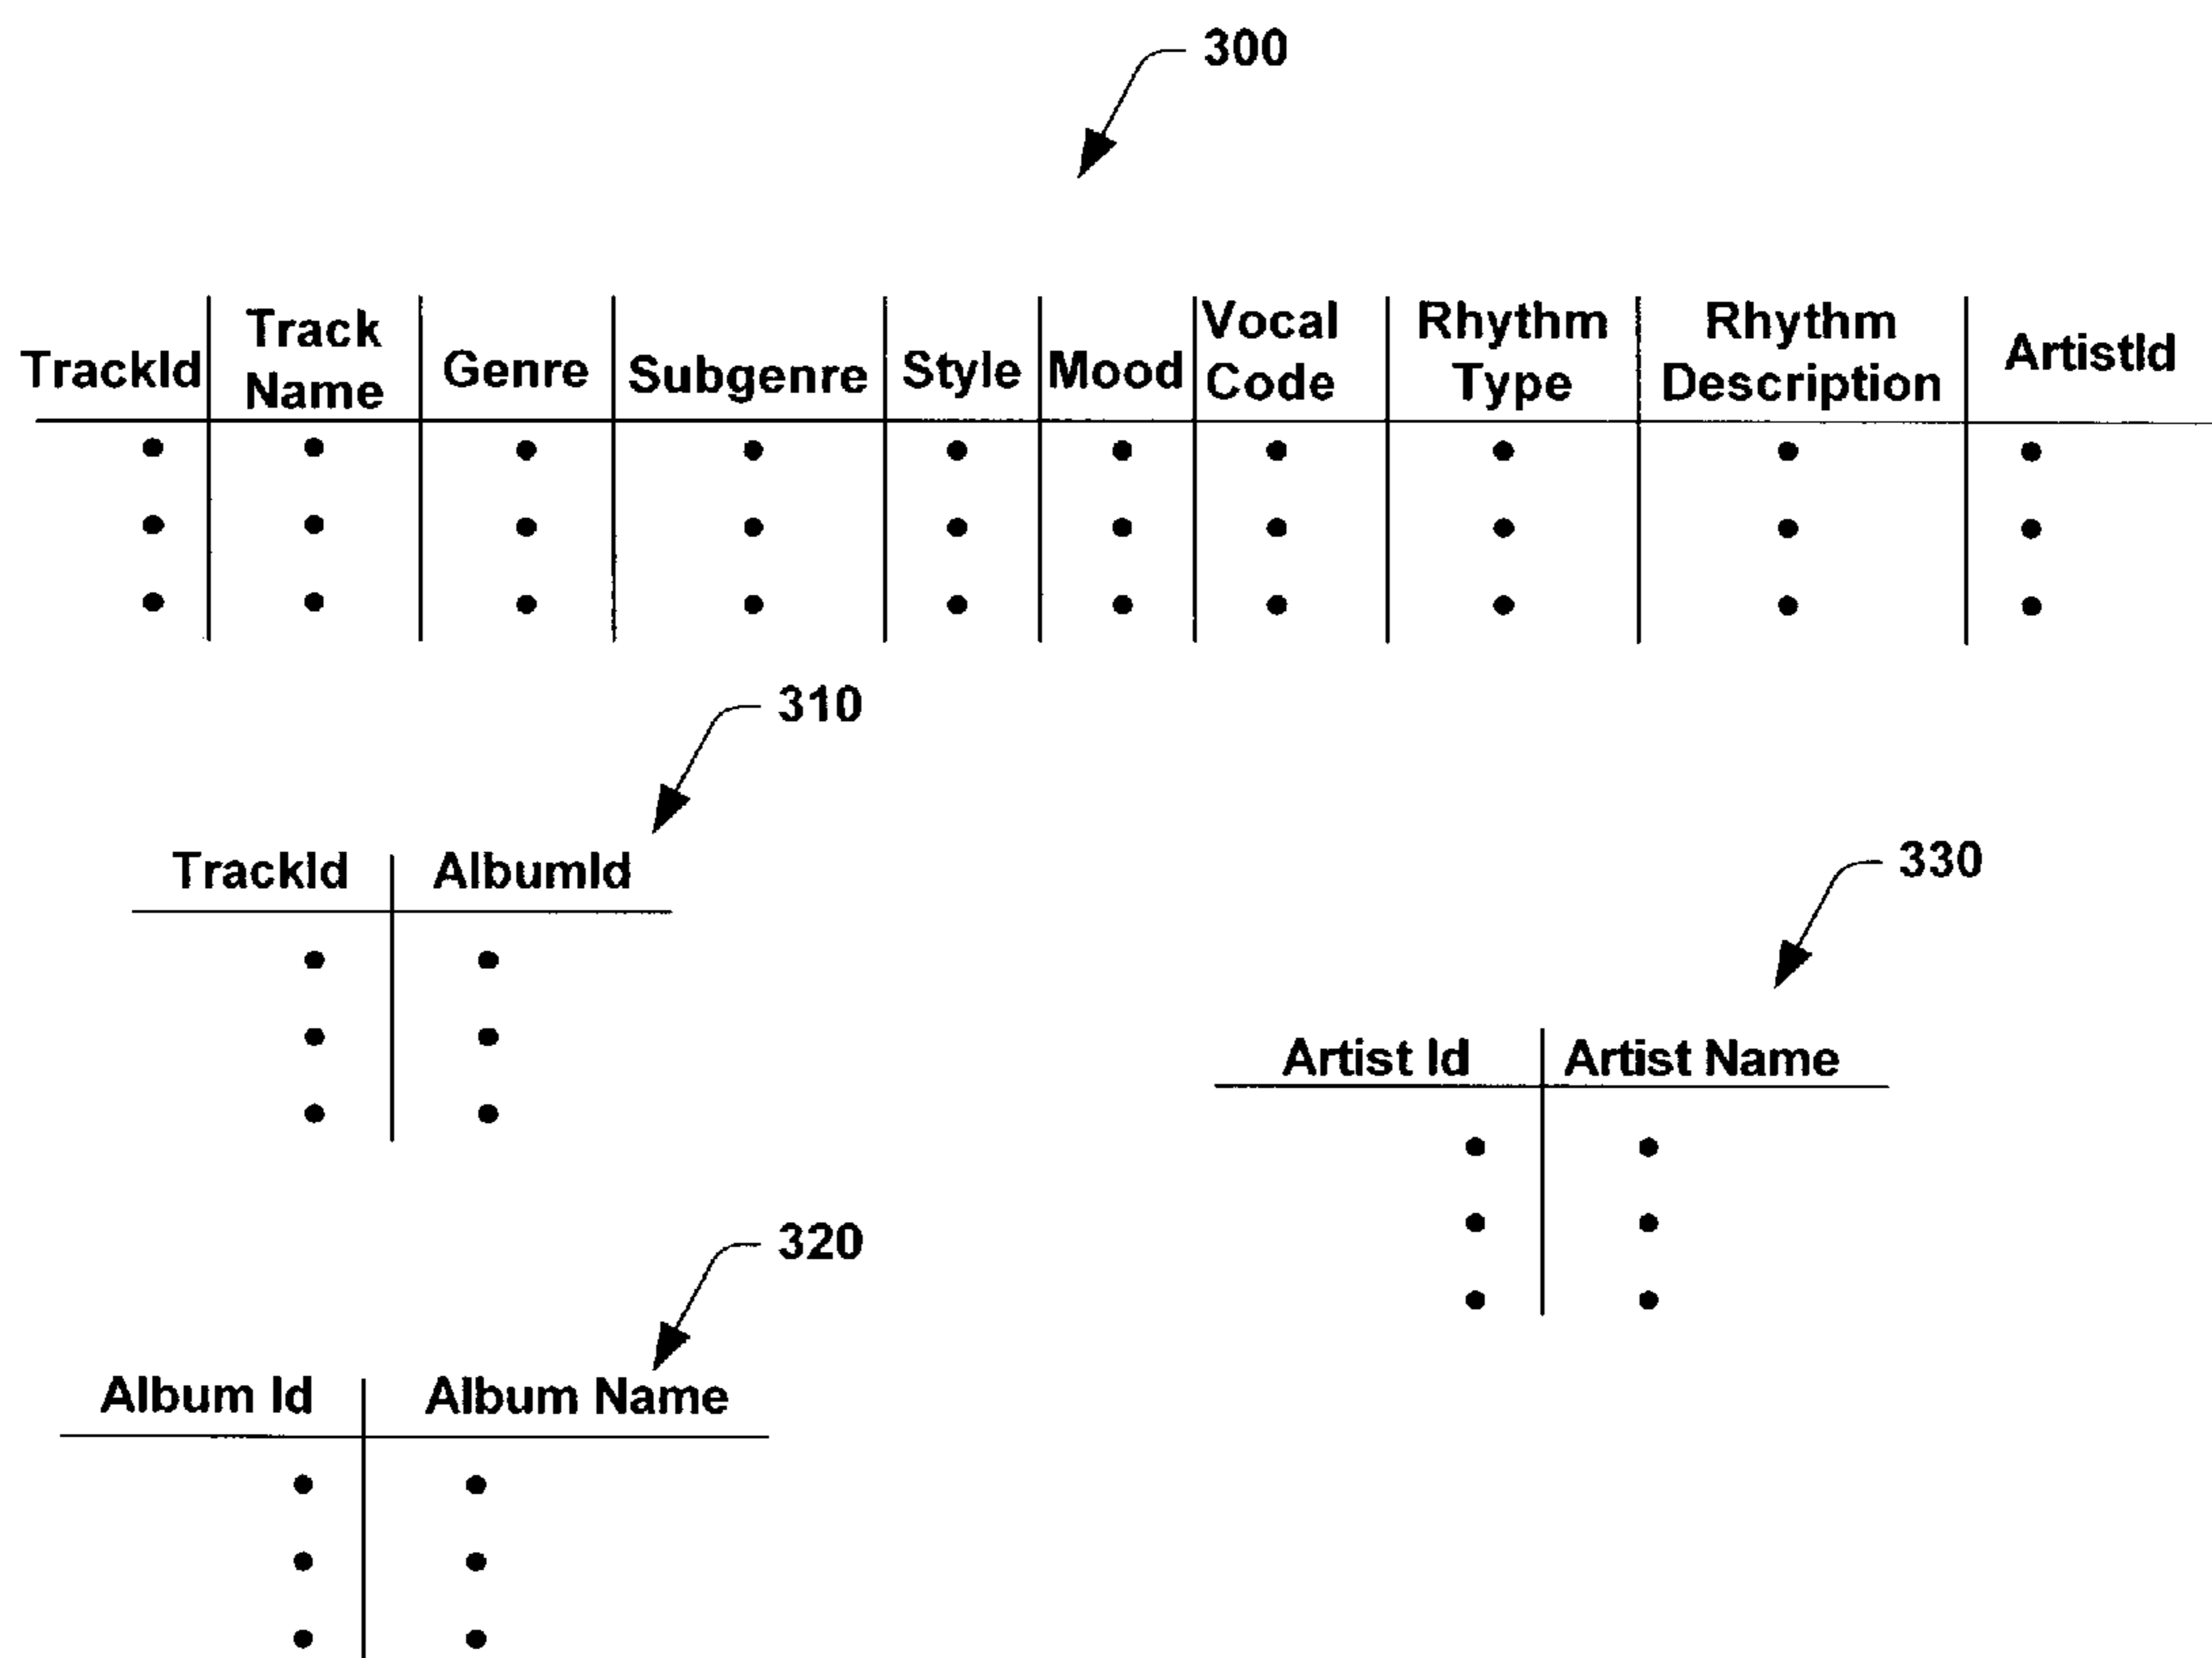 300
TrackId Track Name Genre Subgenre Style Mood Vocal Code Rhythm Type Rhythm Description ArtistId
310
TrackId AlbumId
330
Artist Id Artist Name
320
Album Id Album Name